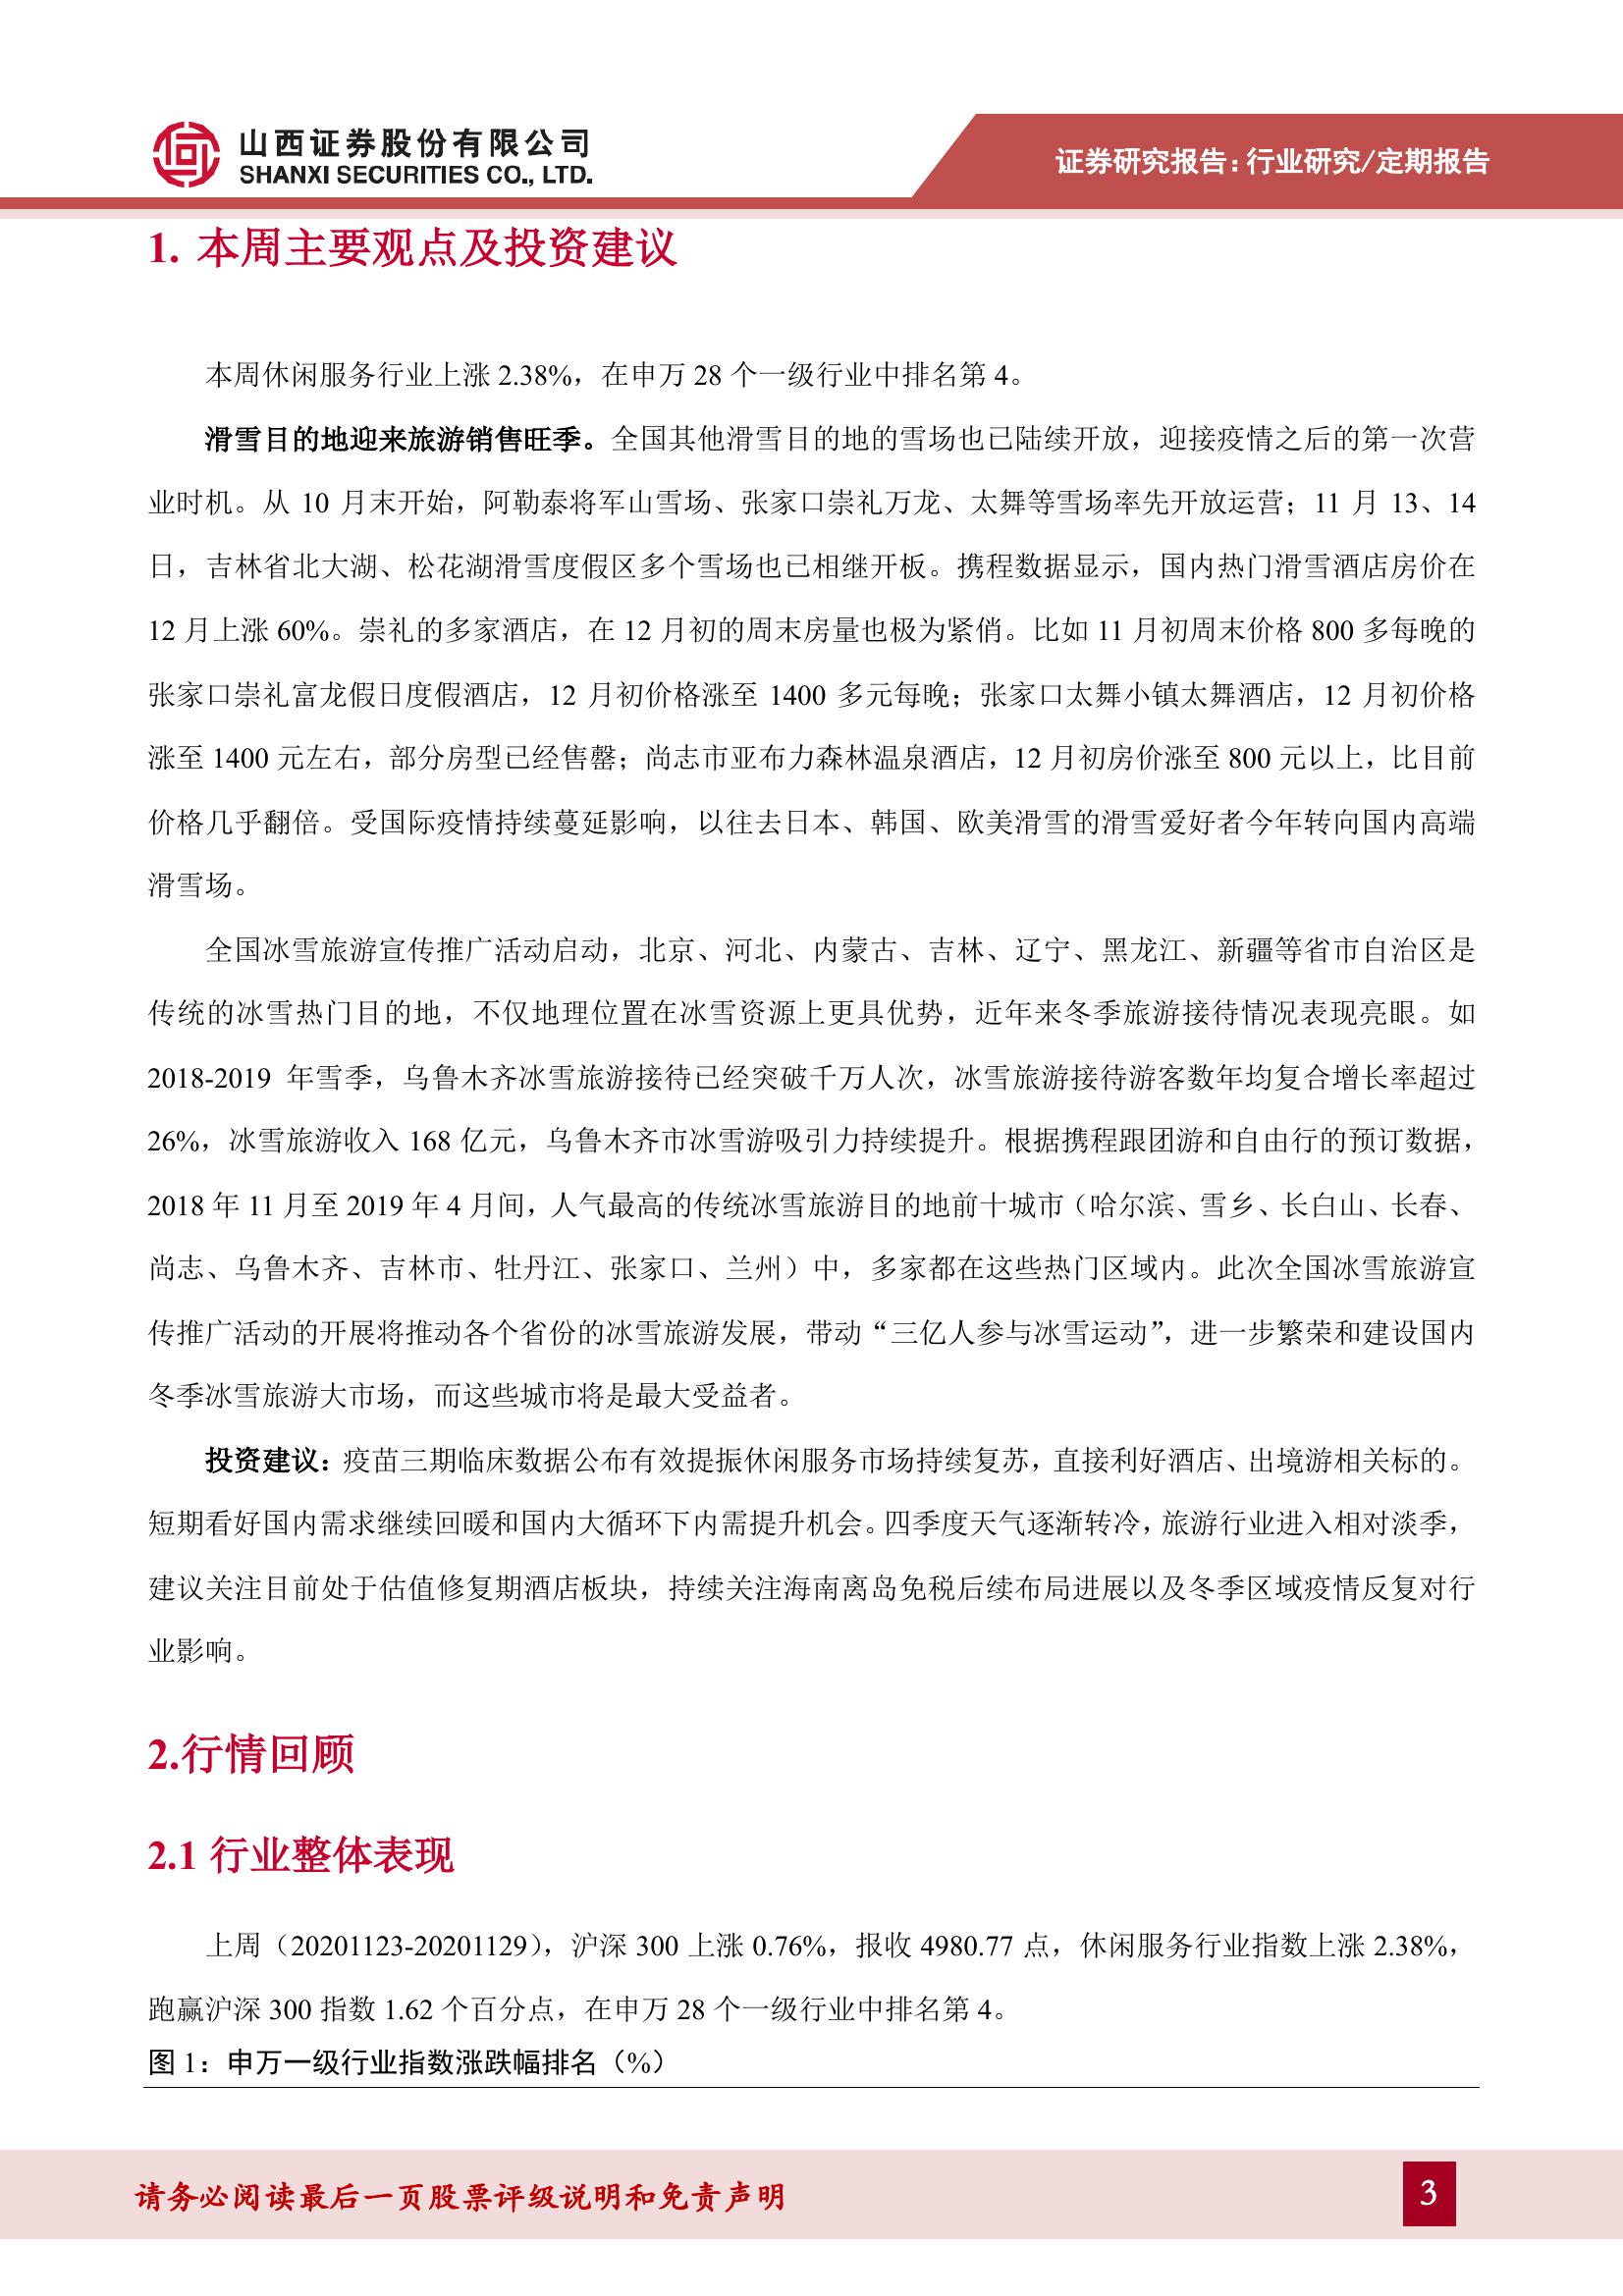 山西证券股份有限公司
SHANXI SECURITIES CO., LTD.
证券研究报告：行业研究/定期报告
1. 本周主要观点及投资建议
本周休闲服务行业上涨 2.38%，在申万 28 个一级行业中排名第 4。
滑雪目的地迎来旅游销售旺季。全国其他滑雪目的地的雪场也已陆续开放，迎接疫情之后的第一次营
业时机。从 10 月末开始，阿勒泰将军山雪场、张家口崇礼万龙、太舞等雪场率先开放运营；11 月 13、14
日，吉林省北大湖、松花湖滑雪度假区多个雪场也已相继开板。携程数据显示，国内热门滑雪酒店房价在
12 月上涨 60%。崇礼的多家酒店，在 12 月初的周末房量也极为紧俏。比如 11 月初周末价格 800 多每晚的
张家口崇礼富龙假日度假酒店，12 月初价格涨至 1400 多元每晚；张家口太舞小镇太舞酒店，12 月初价格
涨至 1400 元左右，部分房型已经售罄；尚志市亚布力森林温泉酒店，12 月初房价涨至 800 元以上，比目前
价格几乎翻倍。受国际疫情持续蔓延影响，以往去日本、韩国、欧美滑雪的滑雪爱好者今年转向国内高端
滑雪场。
全国冰雪旅游宣传推广活动启动，北京、河北、内蒙古、吉林、辽宁、黑龙江、新疆等省市自治区是
传统的冰雪热门目的地，不仅地理位置在冰雪资源上更具优势，近年来冬季旅游接待情况表现亮眼。如
2018-2019 年雪季，乌鲁木齐冰雪旅游接待已经突破千万人次，冰雪旅游接待游客数年均复合增长率超过
26%，冰雪旅游收入 168 亿元，乌鲁木齐市冰雪游吸引力持续提升。根据携程跟团游和自由行的预订数据，
2018 年 11 月至 2019 年 4 月间，人气最高的传统冰雪旅游目的地前十城市（哈尔滨、雪乡、长白山、长春、
尚志、乌鲁木齐、吉林市、牡丹江、张家口、兰州）中，多家都在这些热门区域内。此次全国冰雪旅游宣
传推广活动的开展将推动各个省份的冰雪旅游发展，带动“三亿人参与冰雪运动”，进一步繁荣和建设国内
冬季冰雪旅游大市场，而这些城市将是最大受益者。
投资建议：疫苗三期临床数据公布有效提振休闲服务市场持续复苏，直接利好酒店、出境游相关标的。
短期看好国内需求继续回暖和国内大循环下内需提升机会。四季度天气逐渐转冷，旅游行业进入相对淡季，
建议关注目前处于估值修复期酒店板块，持续关注海南离岛免税后续布局进展以及冬季区域疫情反复对行
业影响。
2.行情回顾
2.1 行业整体表现
上周（20201123-20201129），沪深 300 上涨 0.76%，报收 4980.77 点，休闲服务行业指数上涨 2.38%，
跑赢沪深 300 指数 1.62 个百分点，在申万 28 个一级行业中排名第 4。
图 1：申万一级行业指数涨跌幅排名（%）
请务必阅读最后一页股票评级说明和免责声明
3